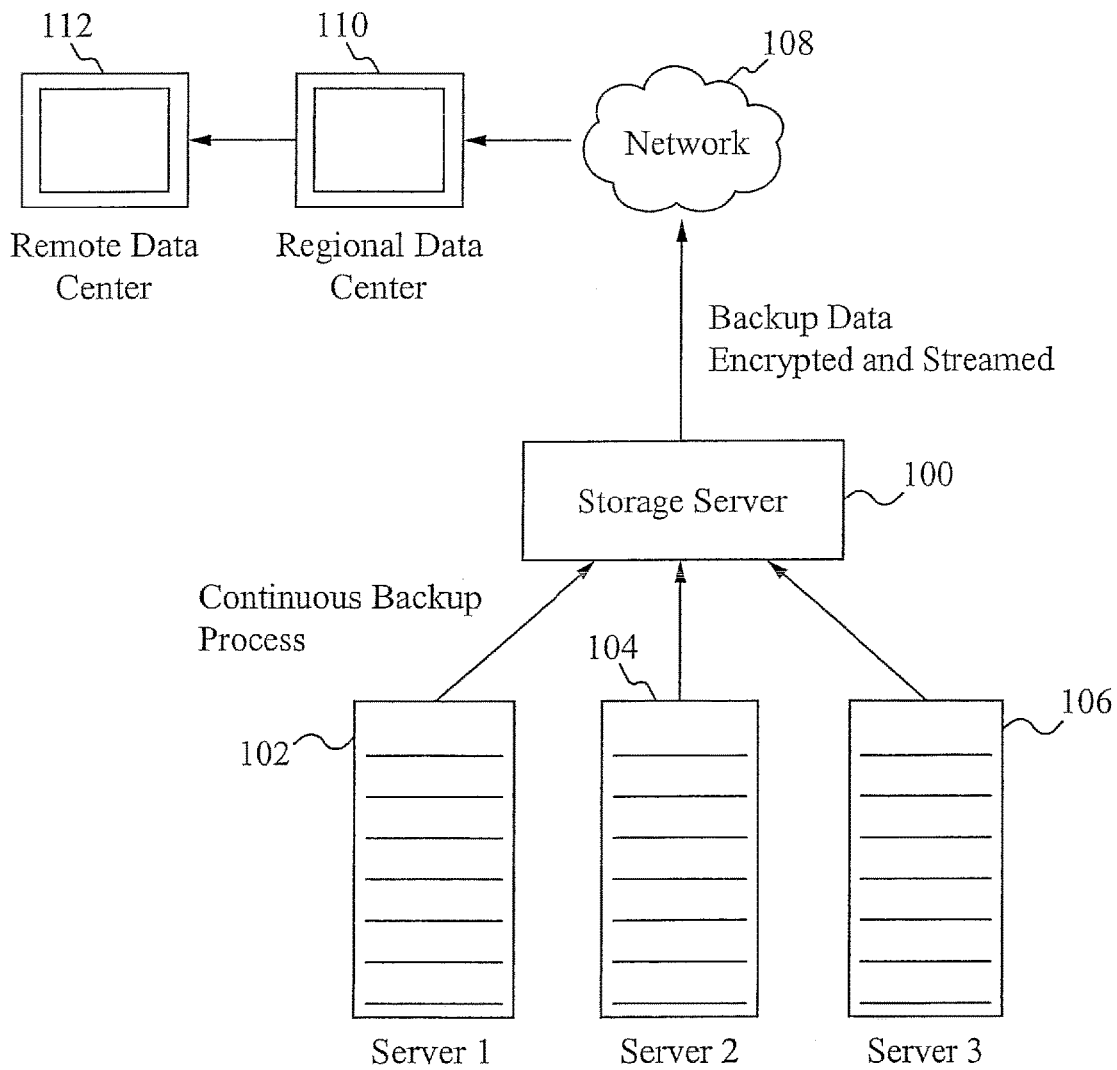 112
110
108
Network
Remote Data
Center
Regional Data
Center
Backup Data
Encrypted and Streamed
Storage Server
100
Continuous Backup
Process
104
102
106
Server 1
Server 2
Server 3